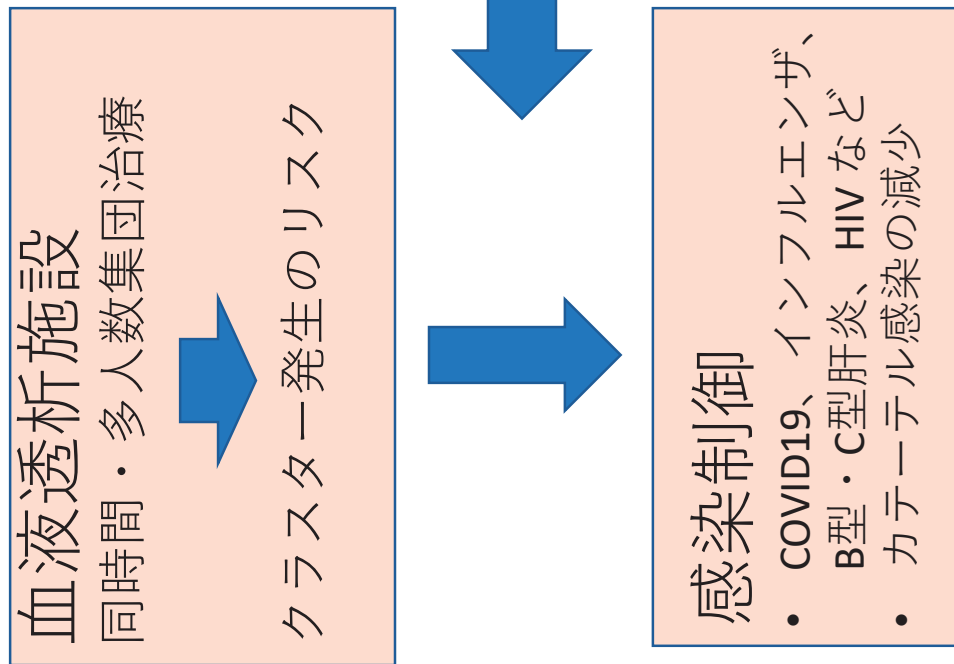 血液透析施設
同時間・多人数集団治療
クラスター発生のリスク
感染制御
• COVID19、インフルエンザ、
B型・C型肝炎、HIV など
• カテーテル感染の減少